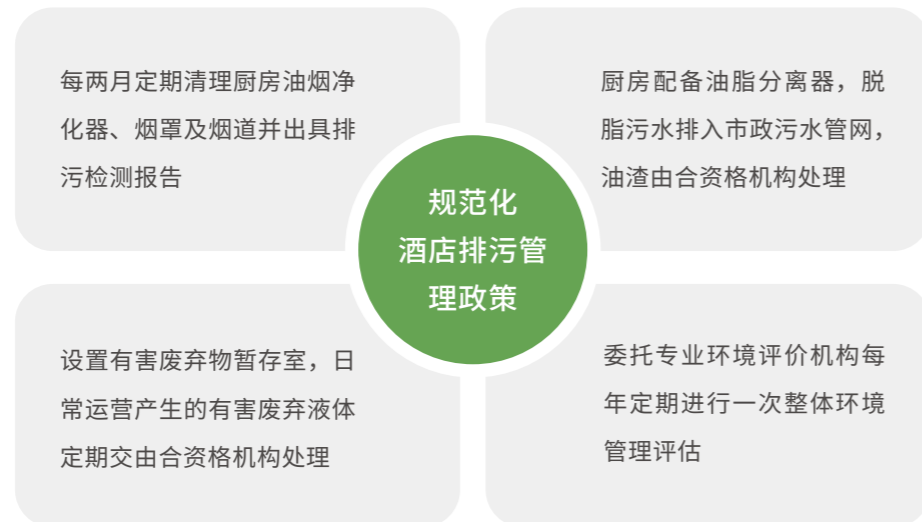 每两月定期清理厨房油烟净
化器、烟罩及烟道并出具排
污检测报告
厨房配备油脂分离器，脱
脂污水排入市政污水管网，
油渣由合资格机构处理
规范化
酒店排污管
理政策
设置有害废弃物暂存室，日
常运营产生的有害废弃液体
定期交由合资格机构处理
委托专业环境评价机构每
年定期进行一次整体环境
管理评估